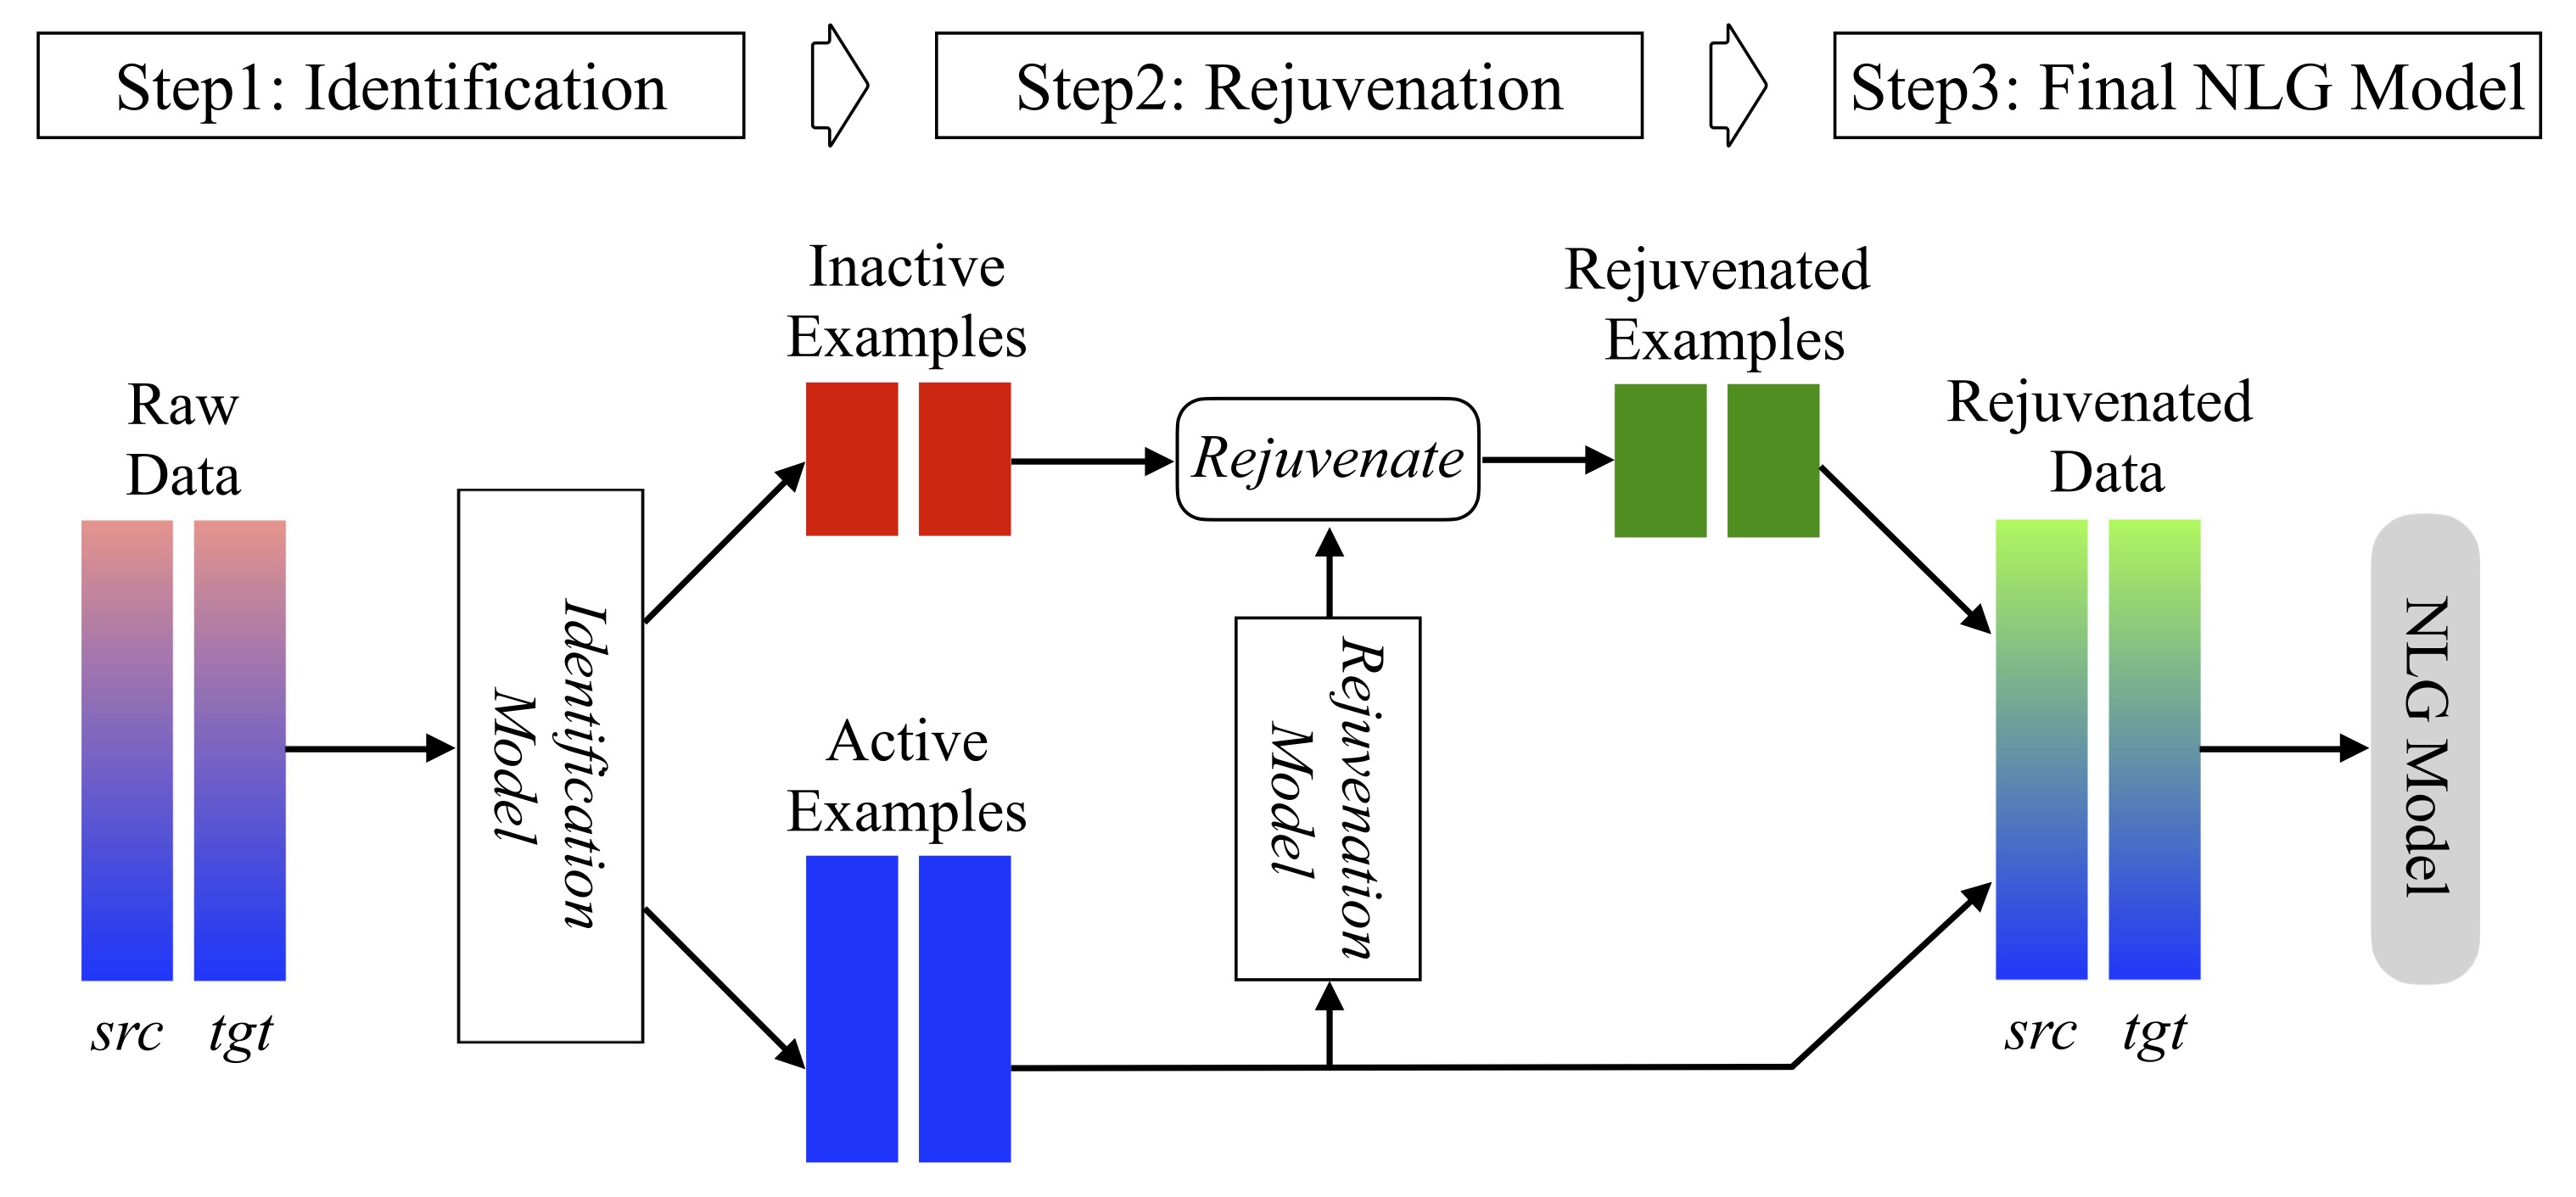 Step1: Identification
Step2: Rejuvenation
Step3: Final NLG Model
Raw
Data
src
tgt
Identification
Model
Inactive
Examples
Active
Examples
Rejuvenate
Rejuvenation
Model
Rejuvenated
Examples
Rejuvenated
Data
src
tgt
NLG Model